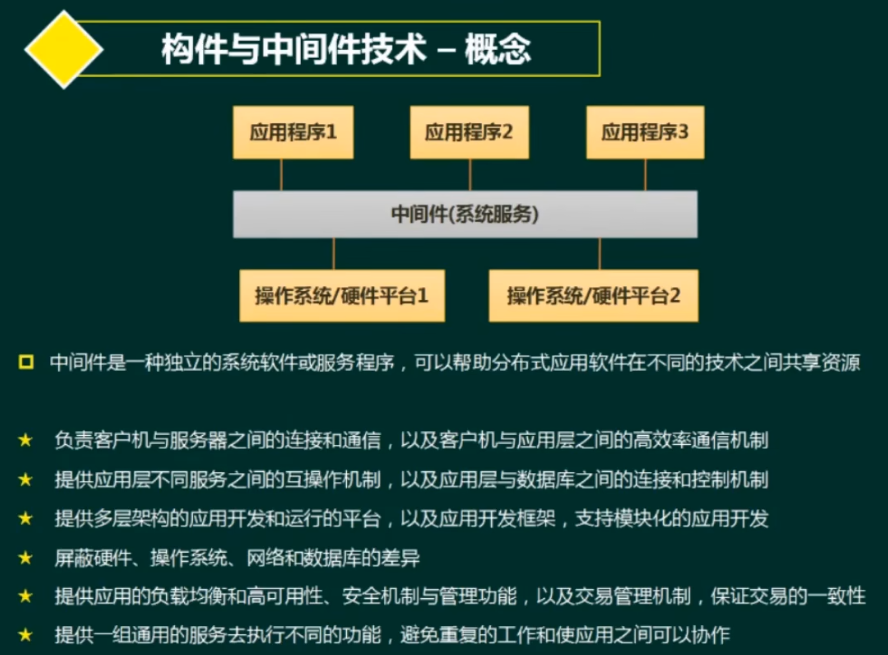 构件与中间件技术 – 概念
应用程序1
应用程序2
应用程序3
中间件(系统服务)
操作系统/硬件平台1
操作系统/硬件平台2
中间件是一种独立的系统软件或服务程序，可以帮助分布式应用软件在不同的技术之间共享资源
负责客户机与服务器之间的连接和通信，以及客户机与应用层之间的高效率通信机制
提供应用层不同服务之间的互操作机制，以及应用层与数据库之间的连接和控制机制
提供多层架构的应用开发和运行的平台，以及应用开发框架，支持模块化的应用开发
屏蔽硬件、操作系统、网络和数据库的差异
提供应用的负载均衡和高可用性、安全机制与管理功能，以及交易管理机制，保证交易的一致性
提供一组通用的服务去执行不同的功能，避免重复的工作和使应用之间可以协作